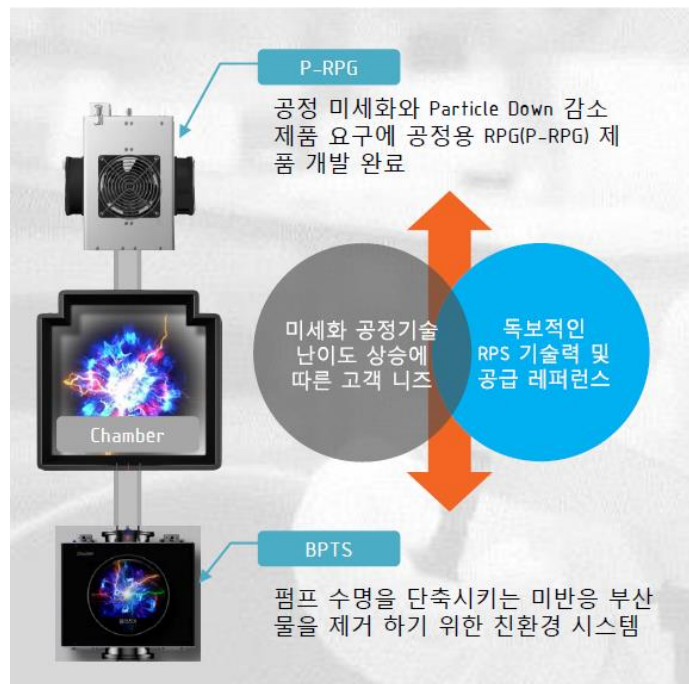 P-RPG
공정 미세화와 Particle Down 감소
제품 요구에 공정용 RPG(P-RPG) 제
품 개발 완료
미세화 공정기술
난이도 상승에
따른 고객 니즈
독보적인
RPS 기술력 및
공급 레퍼런스
Chamber
BPTS
펌프 수명을 단축시키는 미반응 부산
물을 제거 하기 위한 친환경 시스템